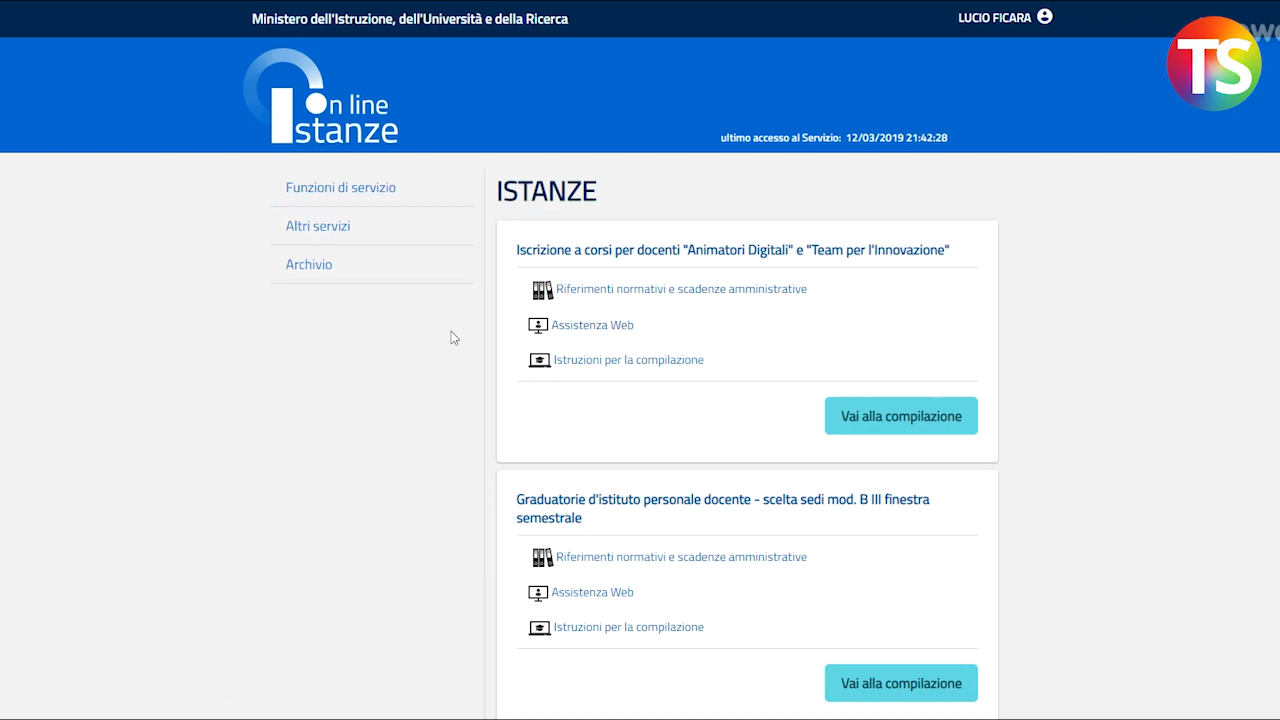 Ministero dell'Istruzione, dell'Università e della Ricerca
LUCIO FICARA
TS
On line
Istanze
ultimo accesso al Servizio: 12/03/2019 21:42:28
Funzioni di servizio
Altri servizi
Archivio
ISTANZE
Iscrizione a corsi per docenti "Animatori Digitali" e "Team per l'Innovazione"
Riferimenti normativi e scadenze amministrative
Assistenza Web
Istruzioni per la compilazione
Vai alla compilazione
Graduatorie d'istituto personale docente - scelta sedi mod. B III finestra
semestrale
Riferimenti normativi e scadenze amministrative
Assistenza Web
Istruzioni per la compilazione
Vai alla compilazione